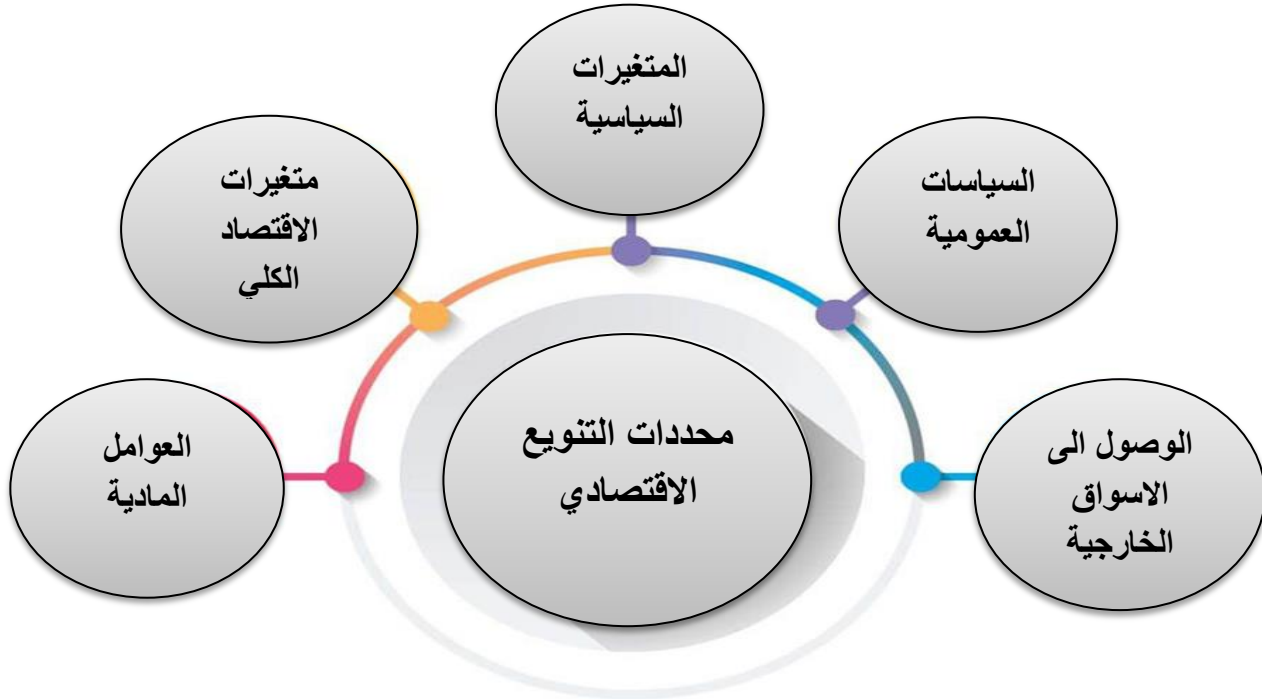 المتغيرات
السياسية
السياسات
العمومية
متغيرات
الاقتصاد
الكلي
الوصول الى
الاسواق
الخارجية
محددات التنويع
الاقتصادي
العوامل
المادية